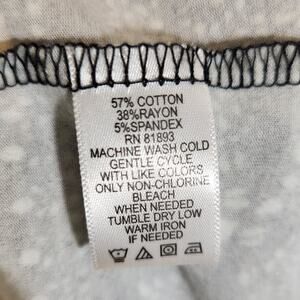 57% COTTON
38%RAYON
5%SPANDEX
RN 81893
MACHINE WASH COLD
GENTLE CYCLE
WITH LIKE COLORS
ONLY NON-CHLORINE
BLEACH
WHEN NEEDED
TUMBLE DRY LOW
WARM IRON
IF NEEDED